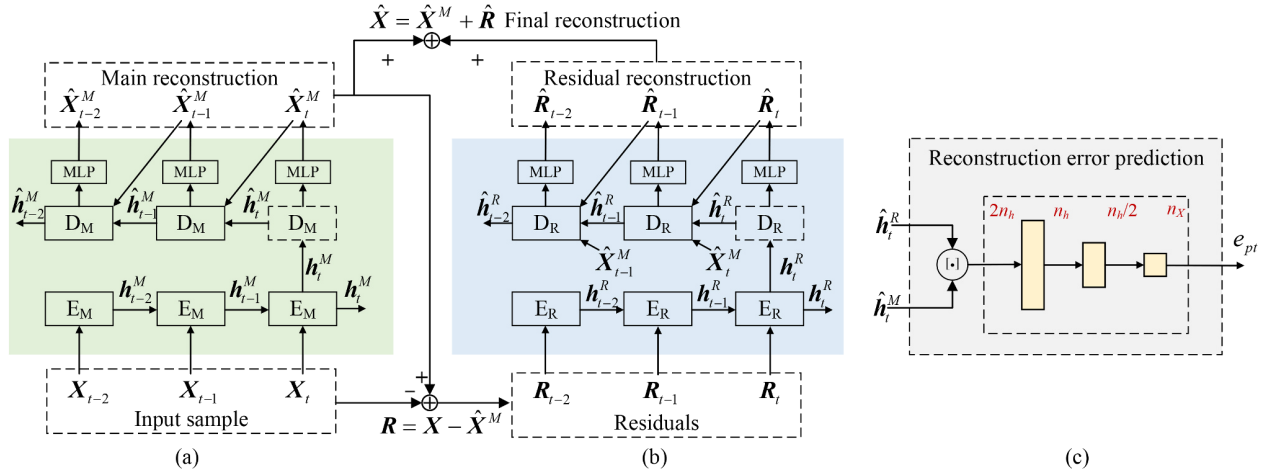 X̂ = X̂^M + R̂ Final reconstruction
+ +
Main reconstruction
X̂^M_{t-2} X̂^M_{t-1} X̂^M_t
MLP MLP MLP
ĥ^M_{t-2} D_M ĥ^M_{t-1} D_M ĥ^M_t D_M
h^M_t
E_M h^M_{t-2} E_M h^M_{t-1} E_M h^M_t
X_{t-2} X_{t-1} X_t
Input sample
− +
R = X − X̂^M
(a)
Residual reconstruction
R̂_{t-2} R̂_{t-1} R̂_t
MLP MLP MLP
ĥ^R_{t-2} D_R ĥ^R_{t-1} D_R ĥ^R_t D_R
X̂^M_{t-1} X̂^M_t h^R_t
E_R h^R_{t-2} E_R h^R_{t-1} E_R h^R_t
R_{t-2} R_{t-1} R_t
Residuals
(b)
Reconstruction error prediction
2n_h n_h n_h/2 n_X
ĥ^R_t
[•]
e_{pt}
ĥ^M_t
(c)